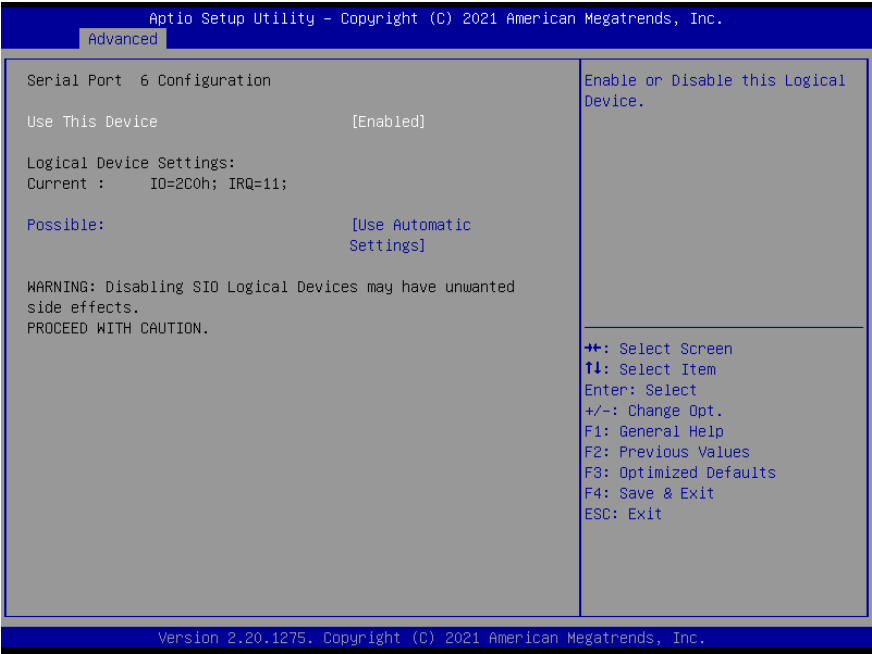 Aptio Setup Utility – Copyright (C) 2021 American Megatrends, Inc.
Advanced
Serial Port 6 Configuration
Use This Device [Enabled]
Logical Device Settings:
Current : IO=2C0h; IRQ=11;
Possible: [Use Automatic
Settings]
WARNING: Disabling SIO Logical Devices may have unwanted
side effects.
PROCEED WITH CAUTION.
Enable or Disable this Logical
Device.
→←: Select Screen
↑↓: Select Item
Enter: Select
+/-: Change Opt.
F1: General Help
F2: Previous Values
F3: Optimized Defaults
F4: Save & Exit
ESC: Exit
Version 2.20.1275. Copyright (C) 2021 American Megatrends, Inc.